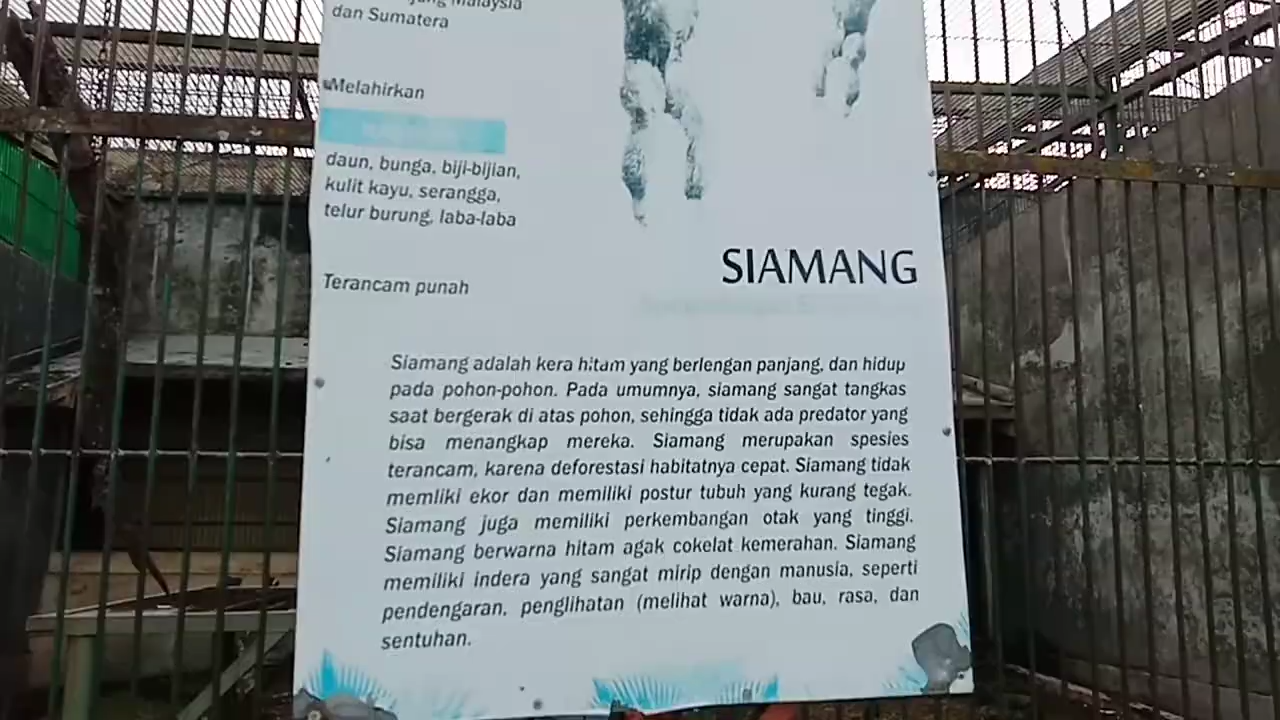 Malaysia
dan Sumatera
Melahirkan
daun, bunga, biji-bijian,
kulit kayu, serangga,
telur burung, laba-laba
Terancam punah
SIAMANG
Siamang adalah kera hitam yang berlengan panjang, dan hidup
pada pohon-pohon. Pada umumnya, siamang sangat tangkas
saat bergerak di atas pohon, sehingga tidak ada predator yang
bisa menangkap mereka. Siamang merupakan spesies
terancam, karena deforestasi habitatnya cepat. Siamang tidak
memliki ekor dan memiliki postur tubuh yang kurang tegak.
Siamang juga memiliki perkembangan otak yang tinggi.
Siamang berwarna hitam agak cokelat kemerahan. Siamang
memiliki indera yang sangat mirip dengan manusia, seperti
pendengaran, penglihatan (melihat warna), bau, rasa, dan
sentuhan.